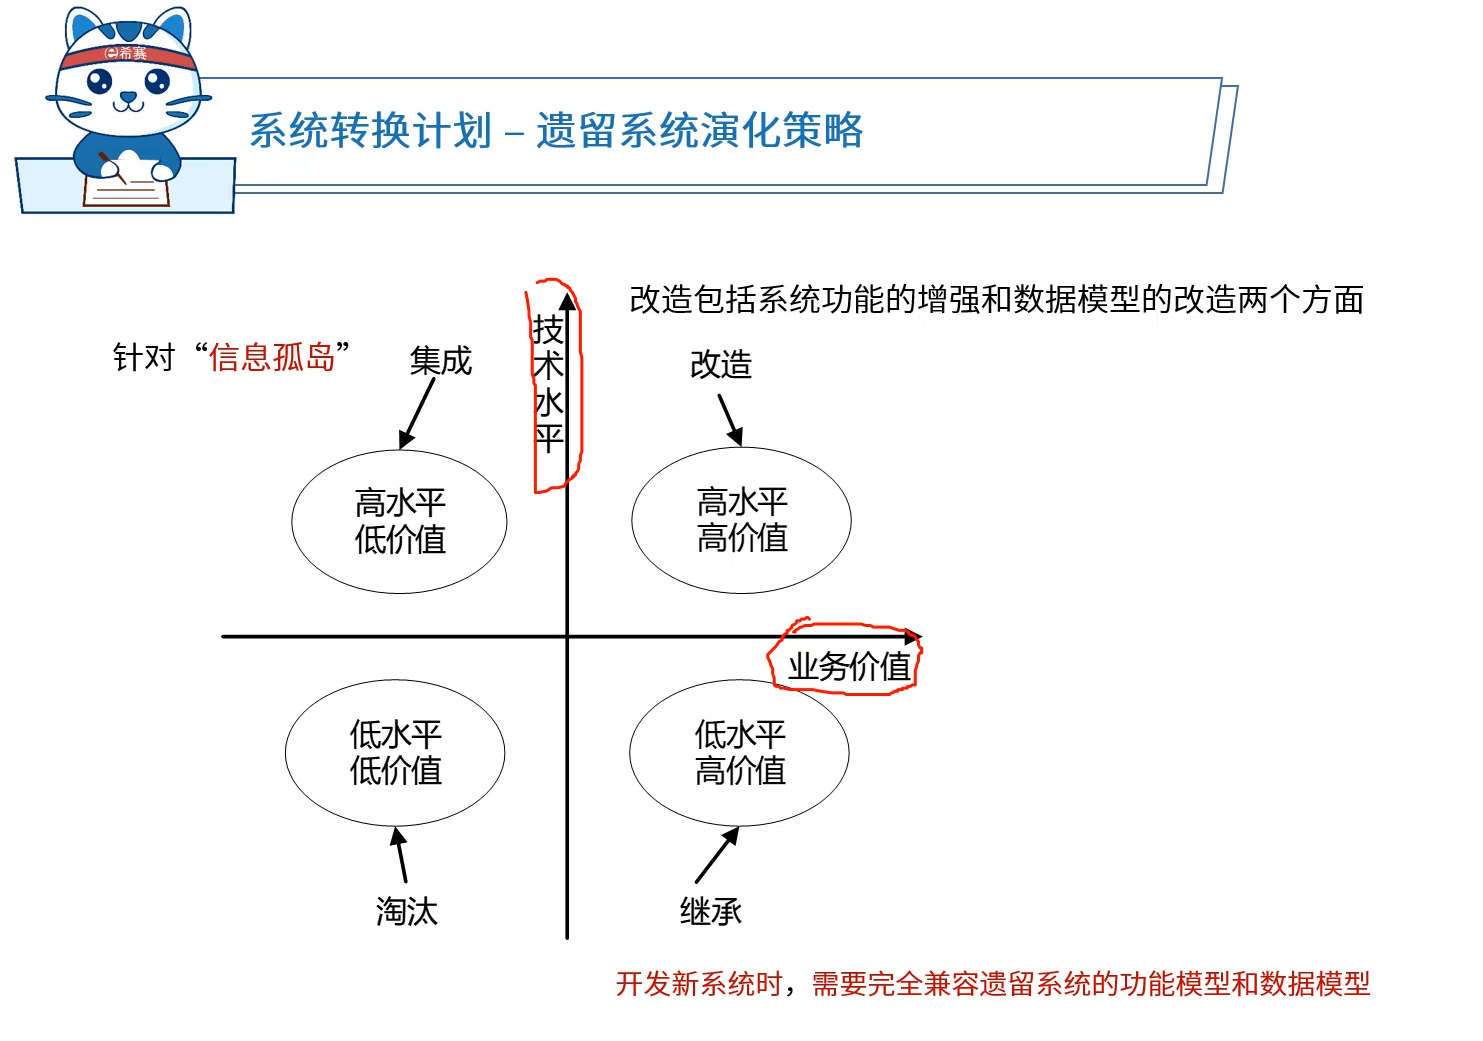 e希赛
系统转换计划 – 遗留系统演化策略
改造包括系统功能的增强和数据模型的改造两个方面
针对“信息孤岛”
集成
技术水平
改造
高水平
低价值
高水平
高价值
业务价值
低水平
低价值
低水平
高价值
淘汰
继承
开发新系统时，需要完全兼容遗留系统的功能模型和数据模型